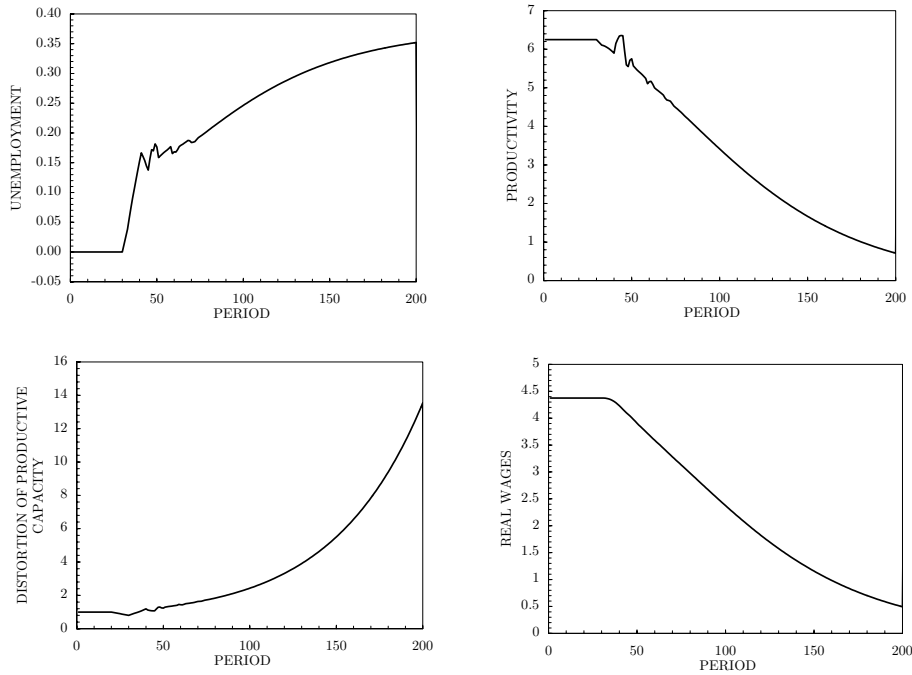 0.40
0.35
0.30
0.25
0.20
0.15
0.10
0.05
0.00
-0.05
UNEMPLOYMENT
0 50 100 150 200
PERIOD
7
6
5
4
3
2
1
0
PRODUCTIVITY
0 50 100 150 200
PERIOD
16
14
12
10
8
6
4
2
0
DISTORTION OF PRODUCTIVE
CAPACITY
0 50 100 150 200
PERIOD
5
4.5
4
3.5
3
2.5
2
1.5
1
0.5
0
REAL WAGES
0 50 100 150 200
PERIOD